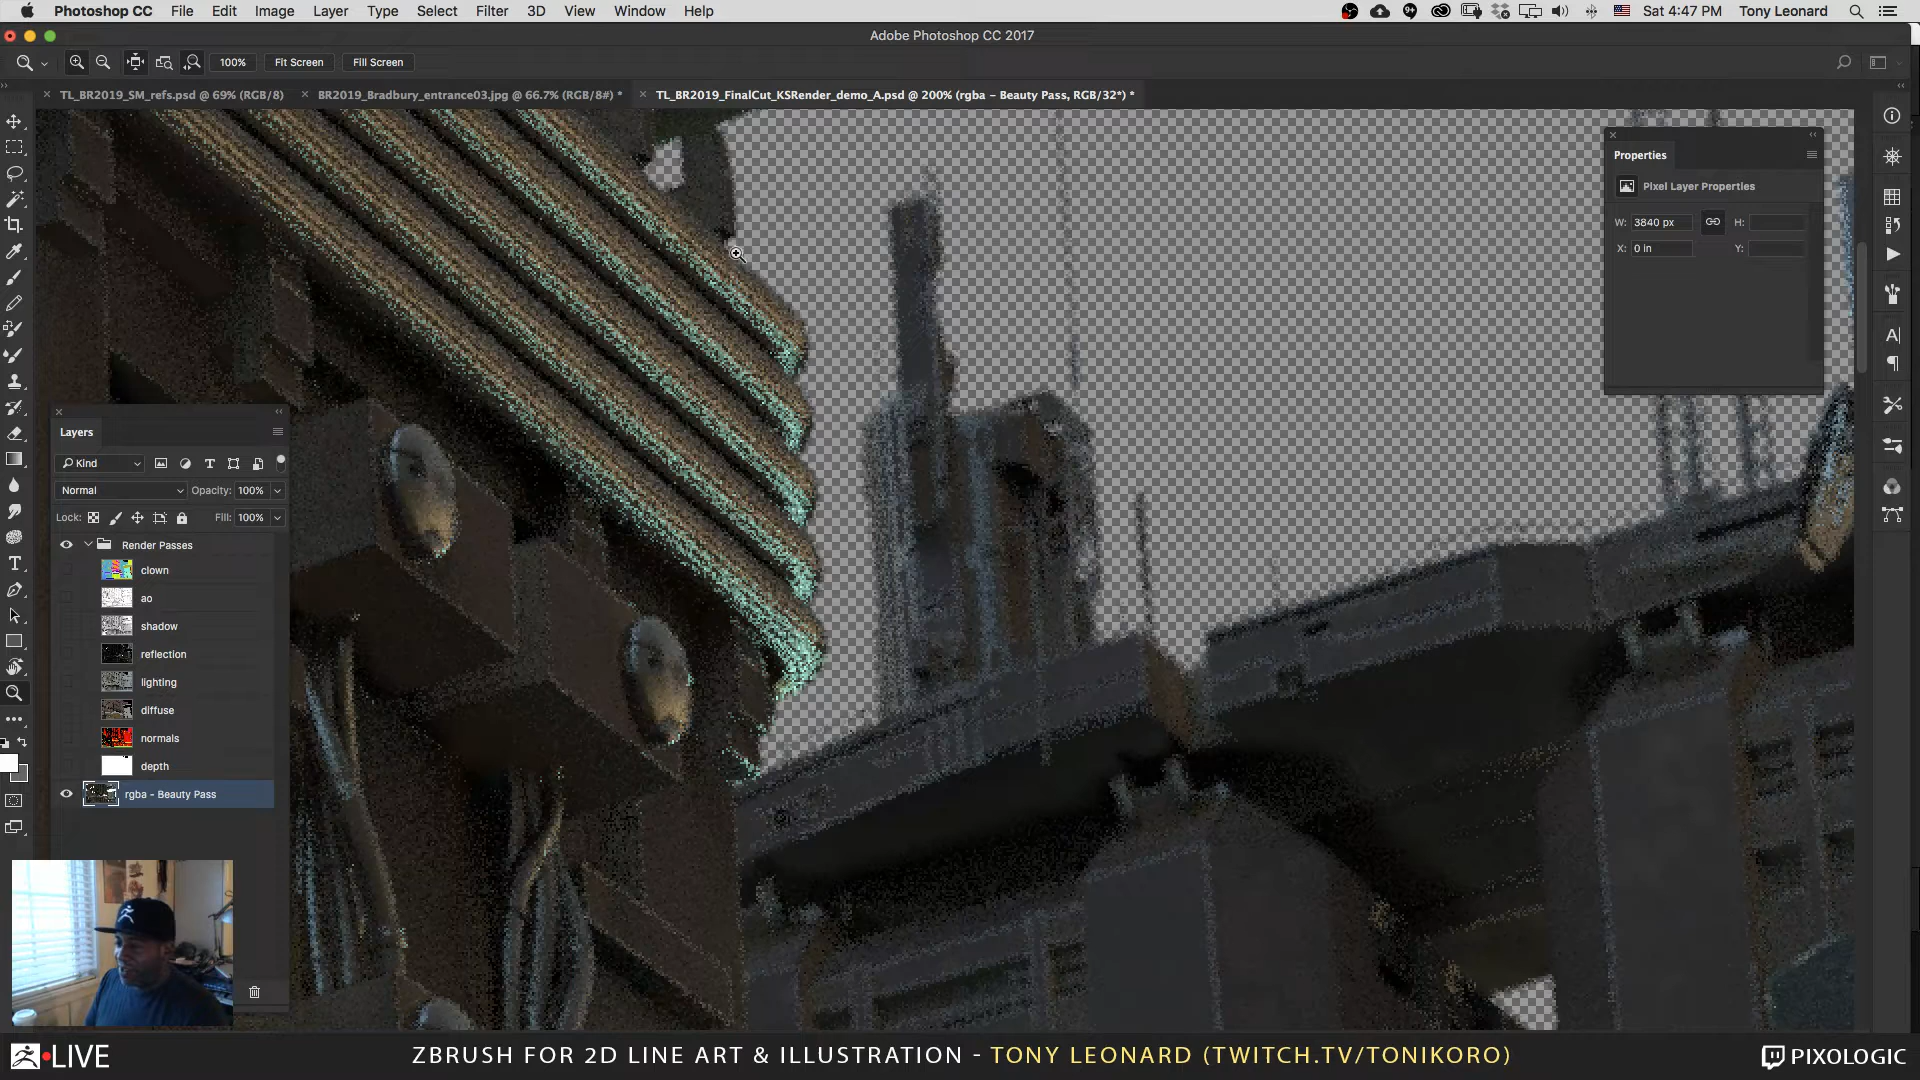 Photoshop CC File Edit Image Layer Type Select Filter 3D View Window Help
Sat 4:47 PM Tony Leonard
Adobe Photoshop CC 2017
100% Fit Screen Fill Screen
TL_BR2019_SM_refs.psd @ 69% (RGB/8)
BR2019_Bradbury_entrance03.jpg @ 66.7% (RGB/8#) *
TL_BR2019_FinalCut_KSRender_demo_A.psd @ 200% (rgba - Beauty Pass, RGB/32*) *
Properties
Pixel Layer Properties
W: 3840 px H:
X: 0 in Y:
Layers
Kind
Normal Opacity: 100%
Lock: Fill: 100%
Render Passes
clown
ao
shadow
reflection
lighting
diffuse
normals
depth
rgba - Beauty Pass
LIVE
ZBRUSH FOR 2D LINE ART & ILLUSTRATION - TONY LEONARD (TWITCH.TV/TONIKORO)
PIXOLOGIC